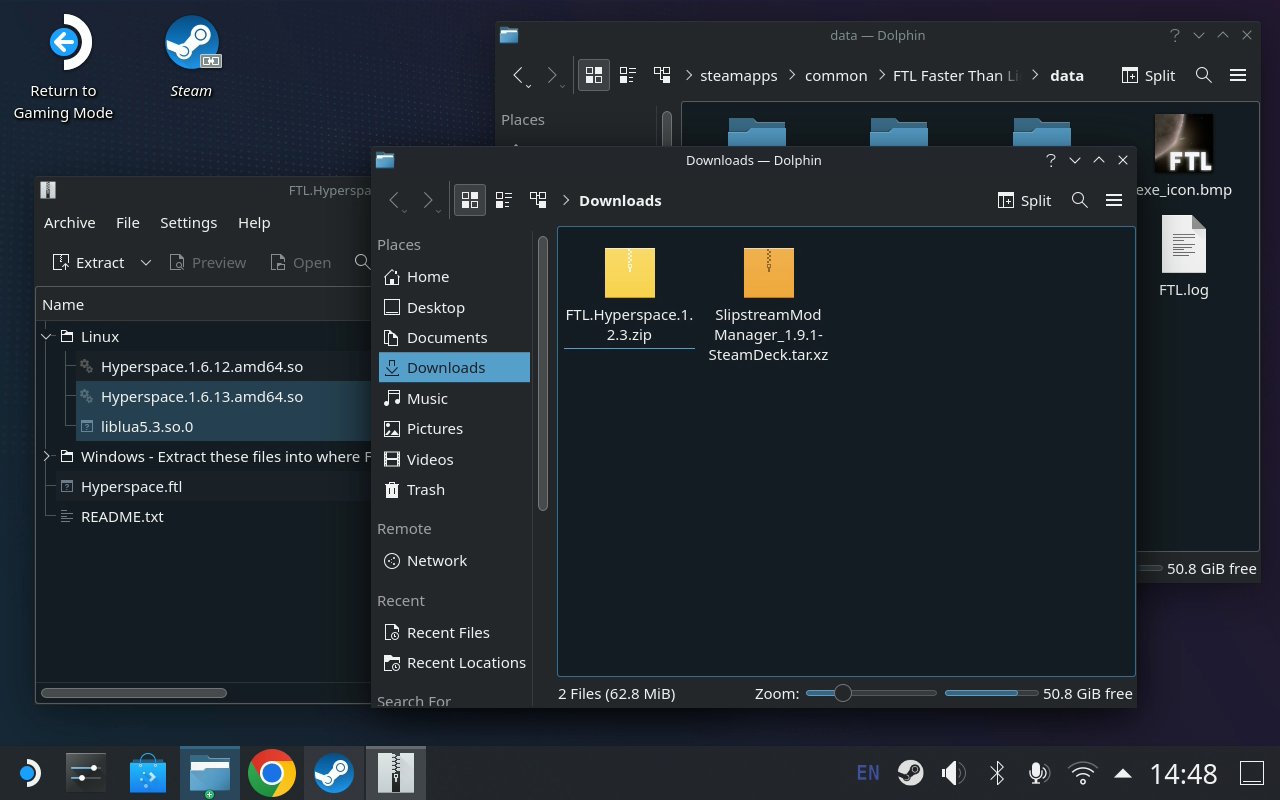 Return to
Gaming Mode
Steam
data — Dolphin
steamapps
common
FTL Faster Than Li
data
Split
Places
FTL
exe_icon.bmp
FTL.log
50.8 GiB free
FTL.Hyperspa
Archive
File
Settings
Help
Extract
Preview
Open
Name
Linux
Hyperspace.1.6.12.amd64.so
Hyperspace.1.6.13.amd64.so
liblua5.3.so.0
Windows - Extract these files into where F
Hyperspace.ftl
README.txt
Downloads — Dolphin
Downloads
Split
Places
Home
Desktop
Documents
Downloads
Music
Pictures
Videos
Trash
Remote
Network
Recent
Recent Files
Recent Locations
Search For
FTL.Hyperspace.1.
2.3.zip
SlipstreamMod
Manager_1.9.1-
SteamDeck.tar.xz
2 Files (62.8 MiB)
Zoom:
50.8 GiB free
EN
14:48